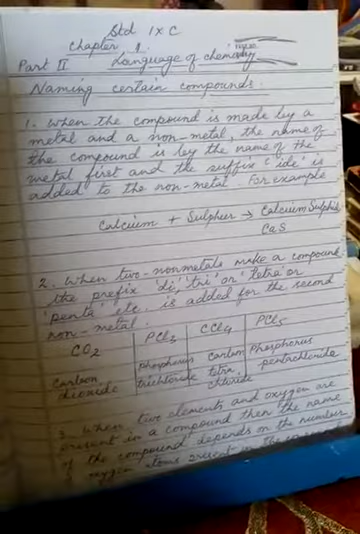 Std IX C
Chapter 1.
Part II Language of chemistry
Naming certain compounds.
1. When the compound is made by a
metal and a non-metal, the name of
the compound is by the name of the
metal first and the suffix 'ide' is
added to the non-metal. For example
Calcium + Sulphur → Calcium Sulphide
CaS
2. When two-nonmetals make a compound
the prefix 'di', 'tri' or 'tetra' or
'penta' etc. is added for the second
non-metal.
CO2 PCl3 CCl4 PCl5
Carbon dioxide phosphorus trichloride Carbon tetra chloride Phosphorus pentachloride
3. When two elements and oxygen are
present in a compound then the name
of the compound depends on the number
oxygen atoms present in the